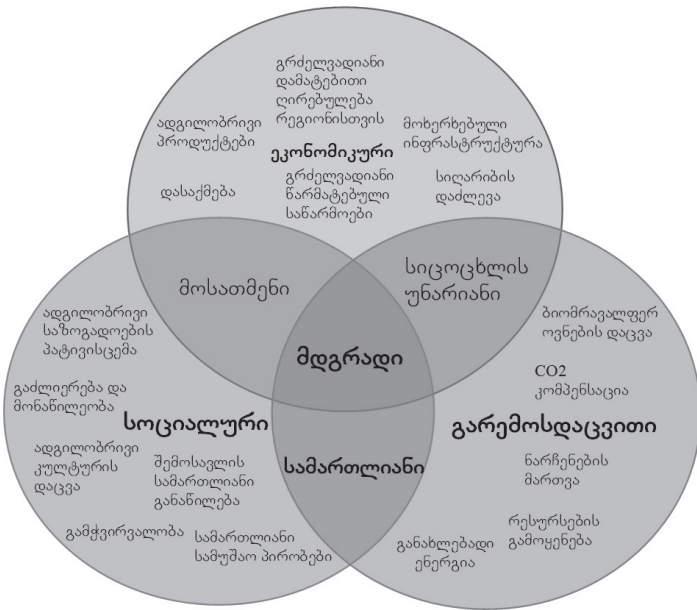 გრძელვადიანი
დამატებითი
ღირებულება
რეგიონისთვის
ადგილობრივი
პროდუქტები
მოხერხებული
ინფრასტრუქტურა
ეკონომიკური
დასაქმება
გრძელვადიანი
წარმატებული
საწარმოები
სიღარიბის
დაძლევა
მოსათმენი
სიცოცხლის
უნარიანი
მდგრადი
ადგილობრივი
საზოგადოების
პატივისცემა
გაძლიერება და
მონაწილეობა
სოციალური
ადგილობრივი
კულტურის
დაცვა
შემოსავლის
სამართლიანი
განაწილება
გამჭვირვალობა
სამართლიანი
სამუშაო პირობები
სამართლიანი
ბიომრავალფერ
ოვნების დაცვა
CO2
კომპენსაცია
გარემოსდაცვითი
ნარჩენების
მართვა
რესურსების
გამოყენება
განახლებადი
ენერგია